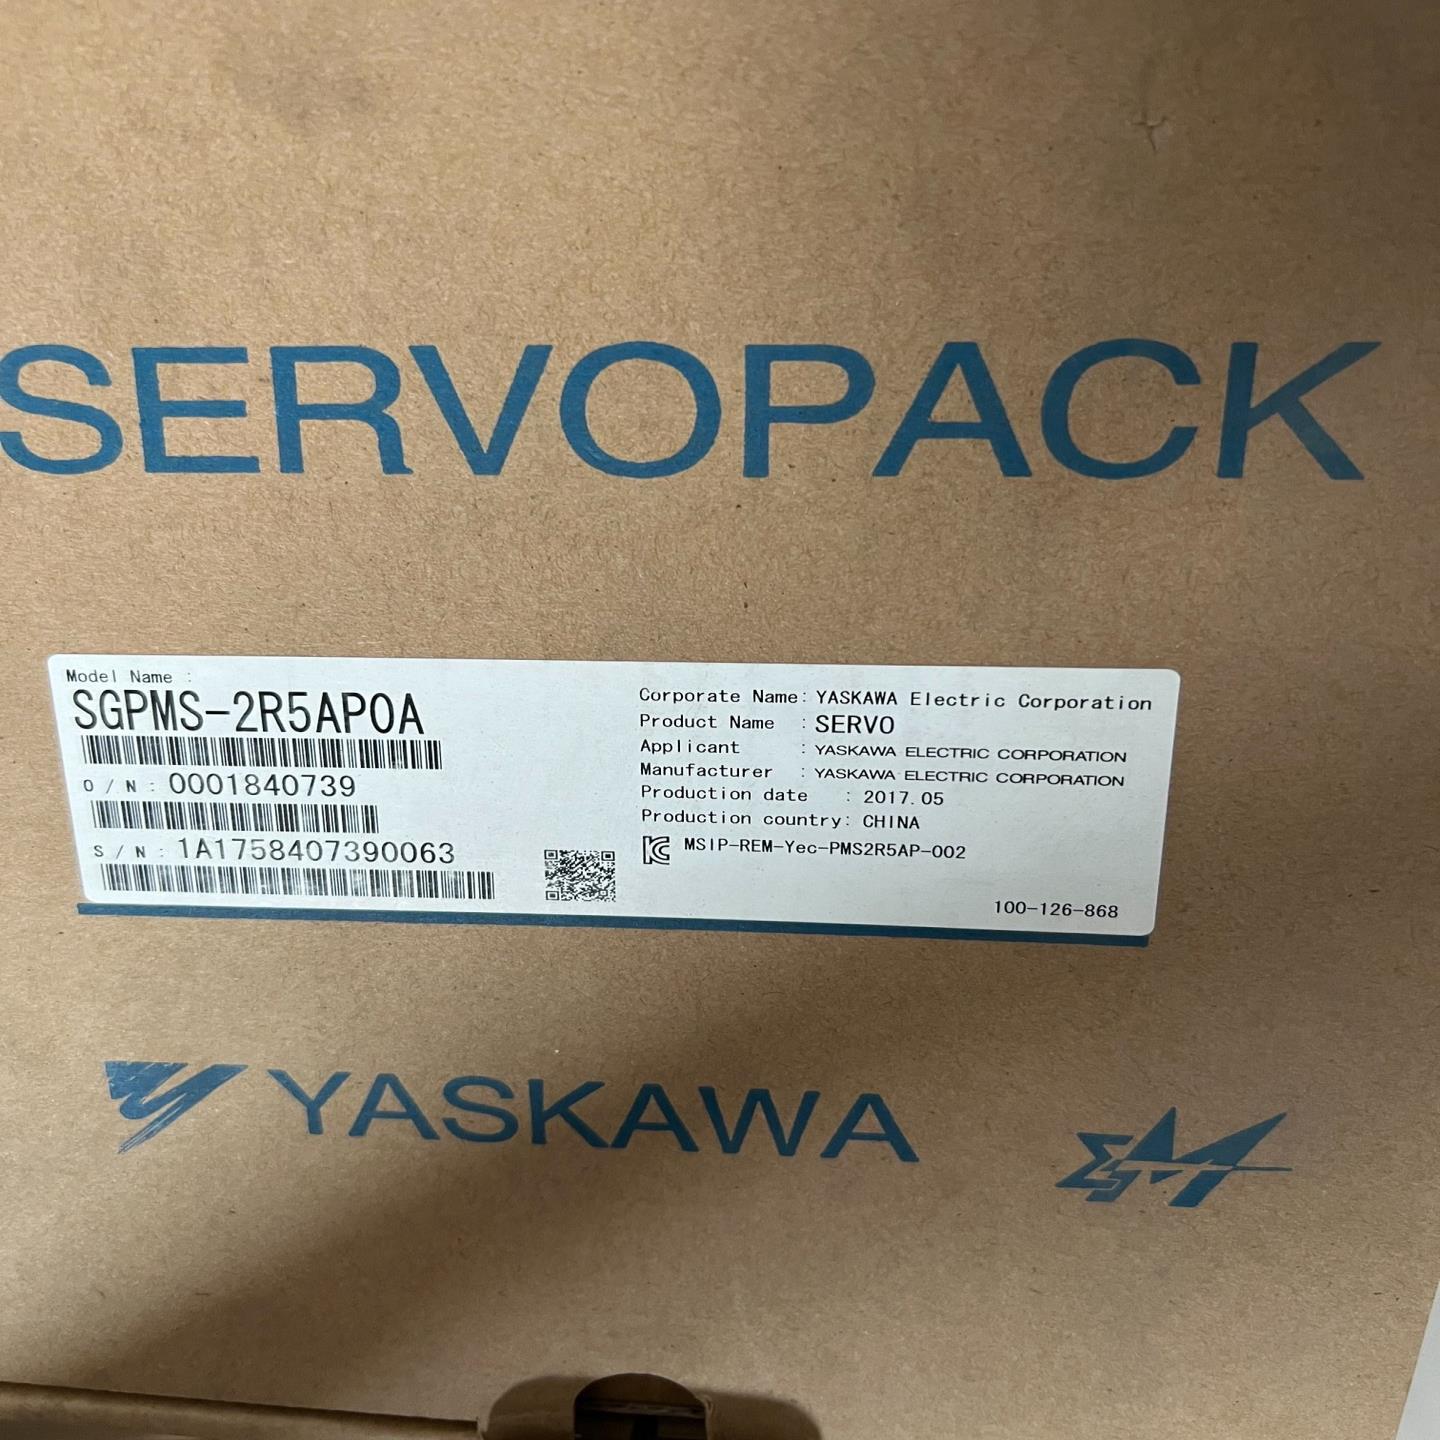 SERVOPACK
Model Name :
SGPMS-2R5AP0A
O / N : 0001840739
S / N : 1A1758407390063
Corporate Name: YASKAWA Electric Corporation
Product Name : SERVO
Applicant : YASKAWA ELECTRIC CORPORATION
Manufacturer : YASKAWA ELECTRIC CORPORATION
Production date : 2017.05
Production country: CHINA
MSIP-REM-Yec-PMS2R5AP-002
100-126-868
YASKAWA